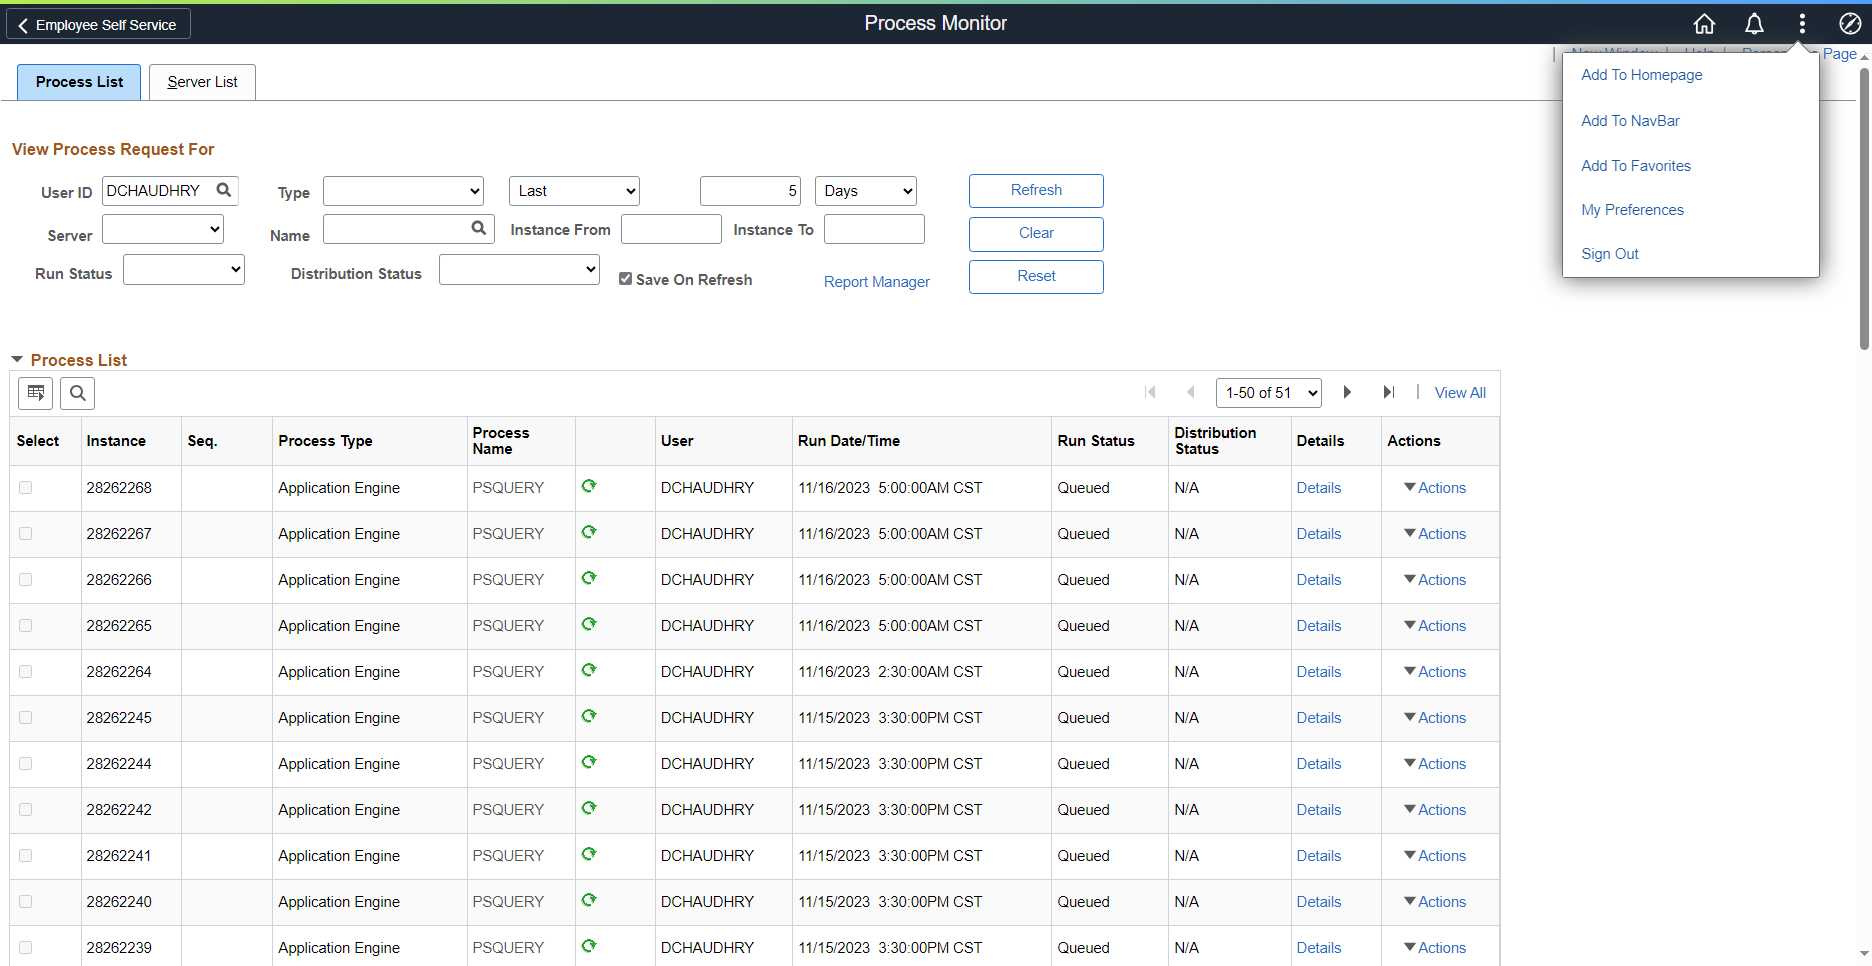 Employee Self Service
Process Monitor
New Window | Help | Page
Process List
Server List
Add To Homepage
Add To NavBar
Add To Favorites
My Preferences
Sign Out
View Process Request For
User ID DCHAUDHRY Type Last 5 Days Refresh
Server Name Instance From Instance To Clear
Run Status Distribution Status Save On Refresh Report Manager Reset
Process List
1-50 of 51 | View All
Select Instance Seq. Process Type Process Name User Run Date/Time Run Status Distribution Status Details Actions
28262268 Application Engine PSQUERY DCHAUDHRY 11/16/2023 5:00:00AM CST Queued N/A Details Actions
28262267 Application Engine PSQUERY DCHAUDHRY 11/16/2023 5:00:00AM CST Queued N/A Details Actions
28262266 Application Engine PSQUERY DCHAUDHRY 11/16/2023 5:00:00AM CST Queued N/A Details Actions
28262265 Application Engine PSQUERY DCHAUDHRY 11/16/2023 5:00:00AM CST Queued N/A Details Actions
28262264 Application Engine PSQUERY DCHAUDHRY 11/16/2023 2:30:00AM CST Queued N/A Details Actions
28262245 Application Engine PSQUERY DCHAUDHRY 11/15/2023 3:30:00PM CST Queued N/A Details Actions
28262244 Application Engine PSQUERY DCHAUDHRY 11/15/2023 3:30:00PM CST Queued N/A Details Actions
28262242 Application Engine PSQUERY DCHAUDHRY 11/15/2023 3:30:00PM CST Queued N/A Details Actions
28262241 Application Engine PSQUERY DCHAUDHRY 11/15/2023 3:30:00PM CST Queued N/A Details Actions
28262240 Application Engine PSQUERY DCHAUDHRY 11/15/2023 3:30:00PM CST Queued N/A Details Actions
28262239 Application Engine PSQUERY DCHAUDHRY 11/15/2023 3:30:00PM CST Queued N/A Details Actions